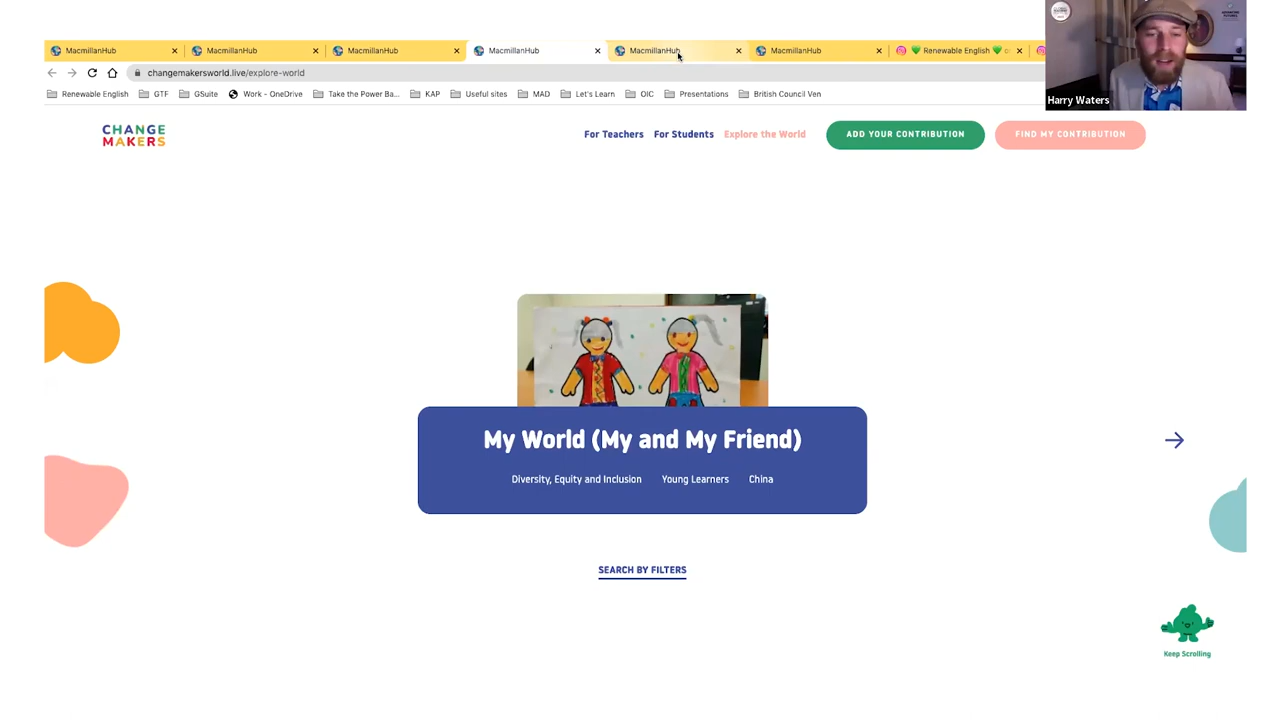 MacmillanHub
MacmillanHub
MacmillanHub
MacmillanHub
MacmillanHub
MacmillanHub
Renewable English
changemakersworld.live/explore-world
Renewable English
GTF
GSuite
Work - OneDrive
Take the Power Ba...
KAP
Useful sites
MAD
Let's Learn
OIC
Presentations
British Council Ven
Harry Waters
CHANGE
MAKERS
For Teachers
For Students
Explore the World
ADD YOUR CONTRIBUTION
FIND MY CONTRIBUTION
My World (My and My Friend)
Diversity, Equity and Inclusion
Young Learners
China
SEARCH BY FILTERS
Keep Scrolling